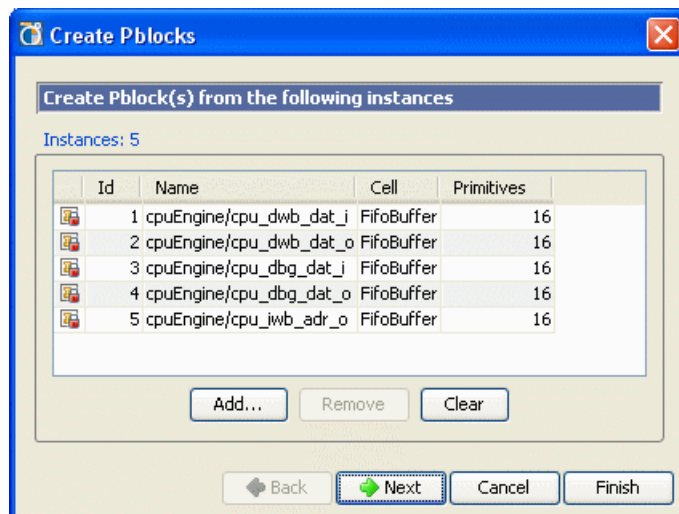 Create Pblocks
Create Pblock(s) from the following instances
Instances: 5
Id Name Cell Primitives
1 cpuEngine/cpu_dwb_dat_i FifoBuffer 16
2 cpuEngine/cpu_dwb_dat_o FifoBuffer 16
3 cpuEngine/cpu_dbg_dat_i FifoBuffer 16
4 cpuEngine/cpu_dbg_dat_o FifoBuffer 16
5 cpuEngine/cpu_iwb_adr_o FifoBuffer 16
Add... Remove Clear
Back Next Cancel Finish